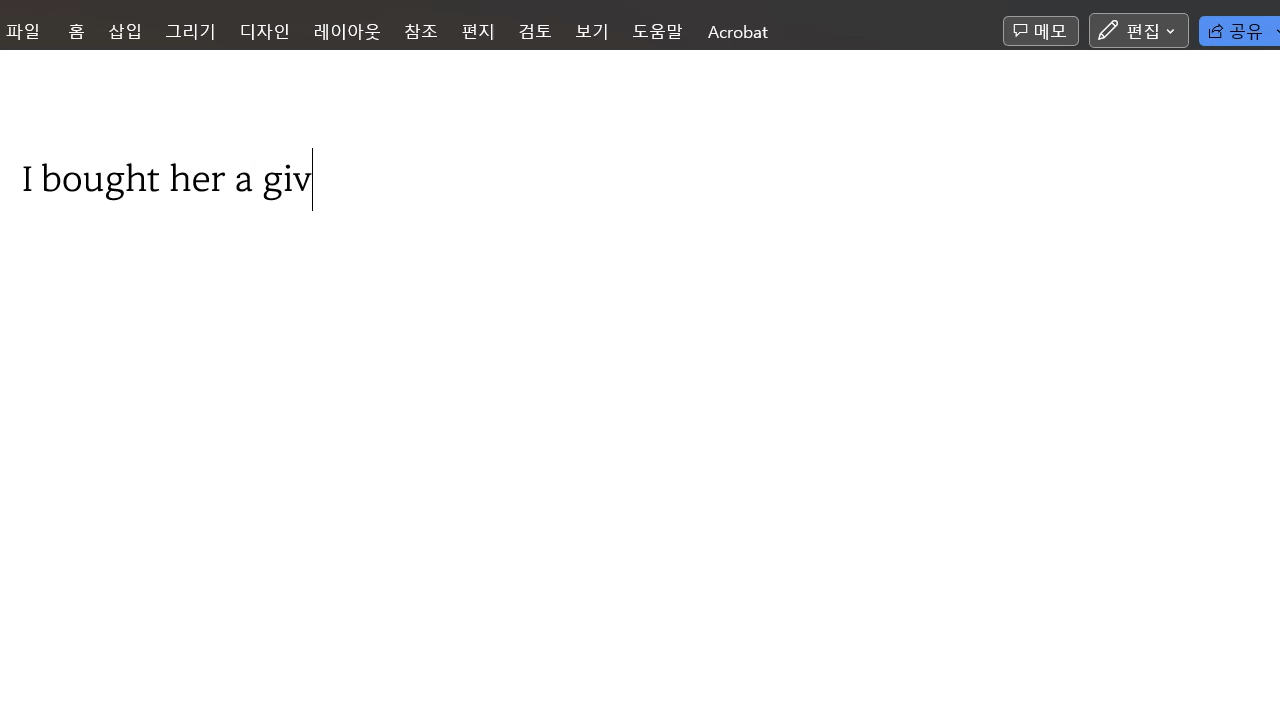 파일 홈 삽입 그리기 디자인 레이아웃 참조 편지 검토 보기 도움말 Acrobat 메모 편집 공유
I bought her a giv